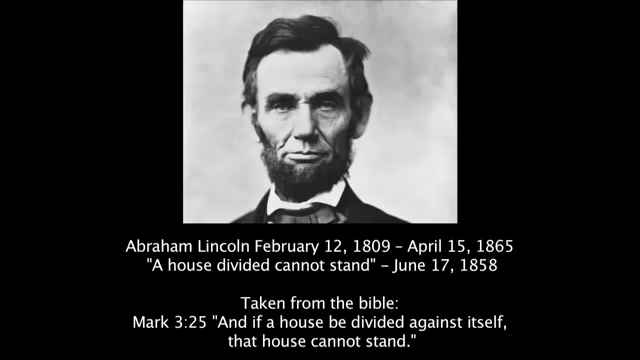 Abraham Lincoln February 12, 1809 – April 15, 1865
"A house divided cannot stand" – June 17, 1858
Taken from the bible:
Mark 3:25 "And if a house be divided against itself,
that house cannot stand."